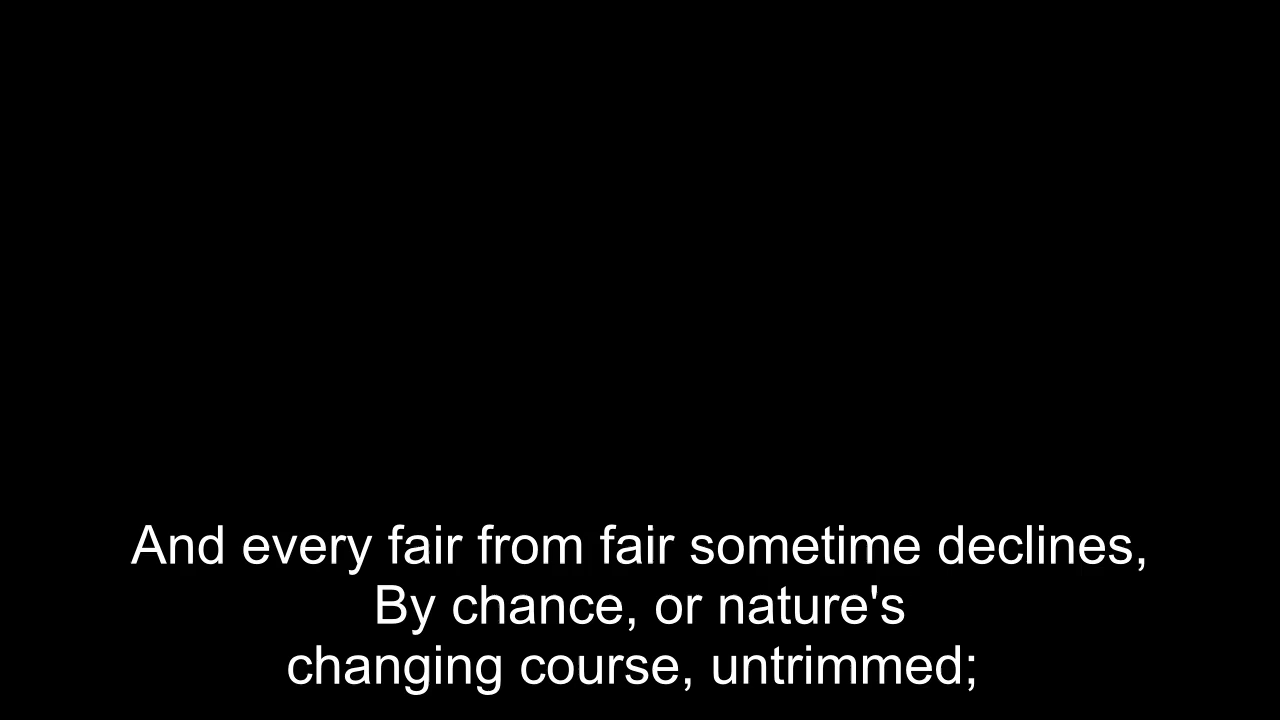 And every fair from fair sometime declines,
By chance, or nature's
changing course, untrimmed;